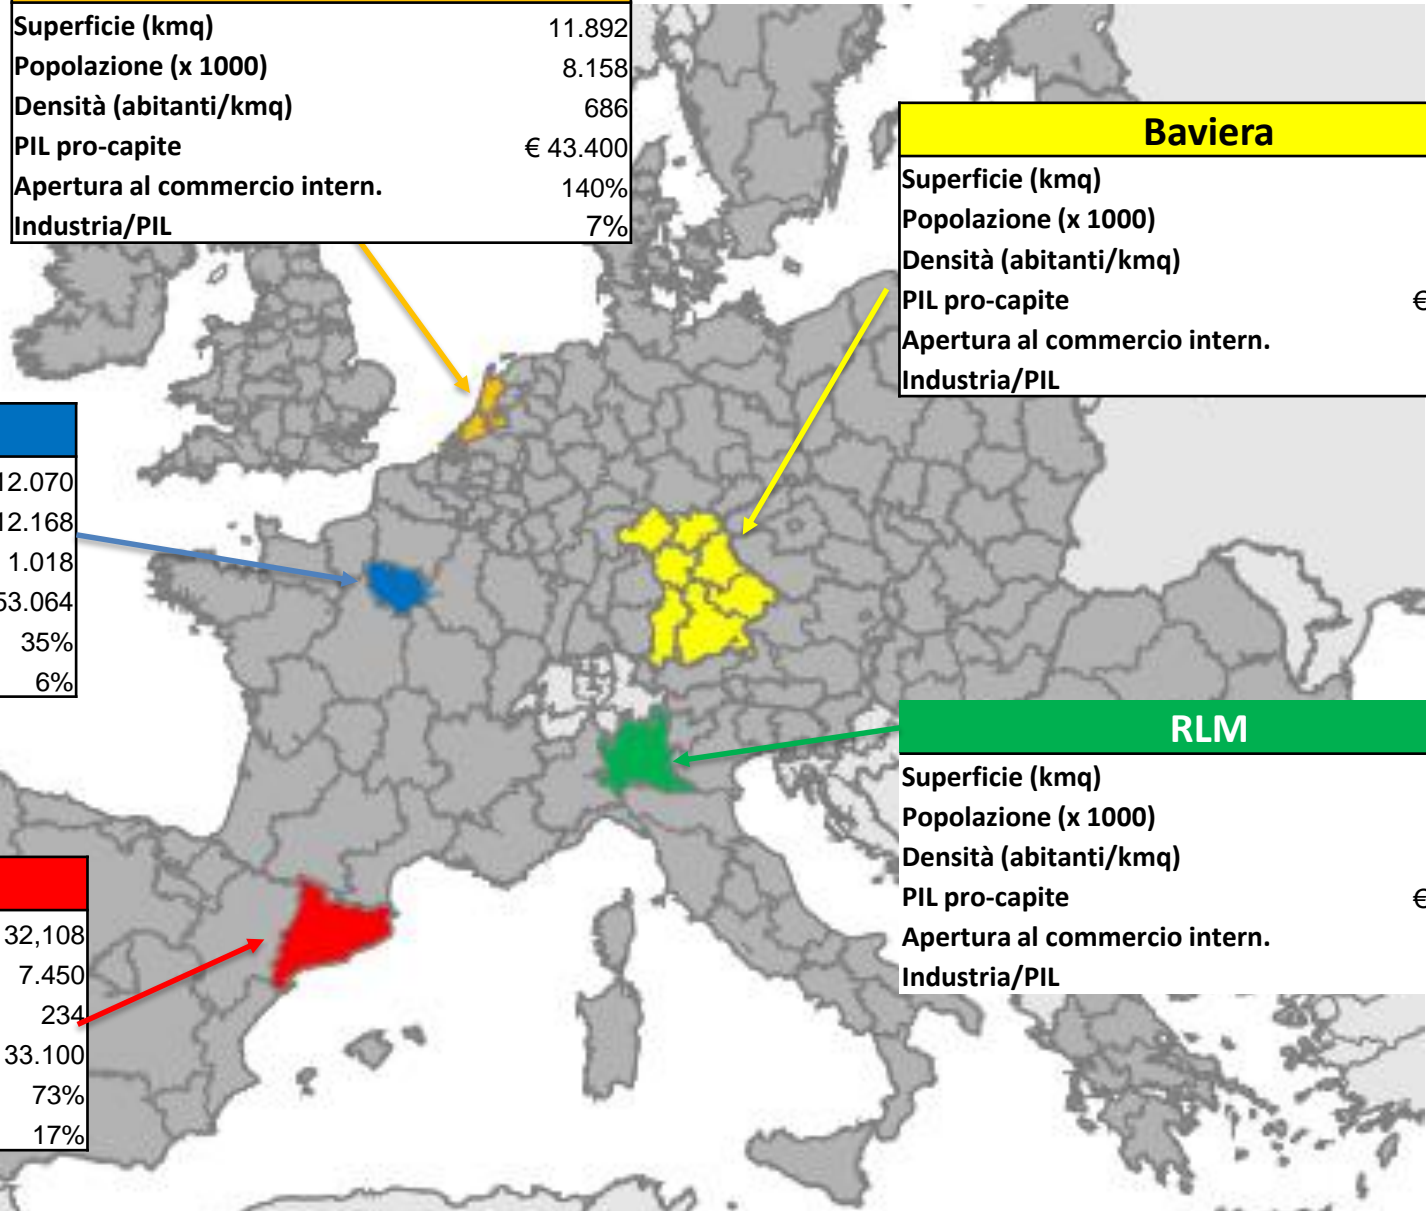 Superficie (kmq) 11.892
Popolazione (x 1000) 8.158
Densità (abitanti/kmq) 686
PIL pro-capite € 43.400
Apertura al commercio intern. 140%
Industria/PIL 7%
Baviera
Superficie (kmq)
Popolazione (x 1000)
Densità (abitanti/kmq)
PIL pro-capite €
Apertura al commercio intern.
Industria/PIL
12.070
12.168
1.018
53.064
35%
6%
RLM
Superficie (kmq)
Popolazione (x 1000)
Densità (abitanti/kmq)
PIL pro-capite €
Apertura al commercio intern.
Industria/PIL
32,108
7.450
234
33.100
73%
17%